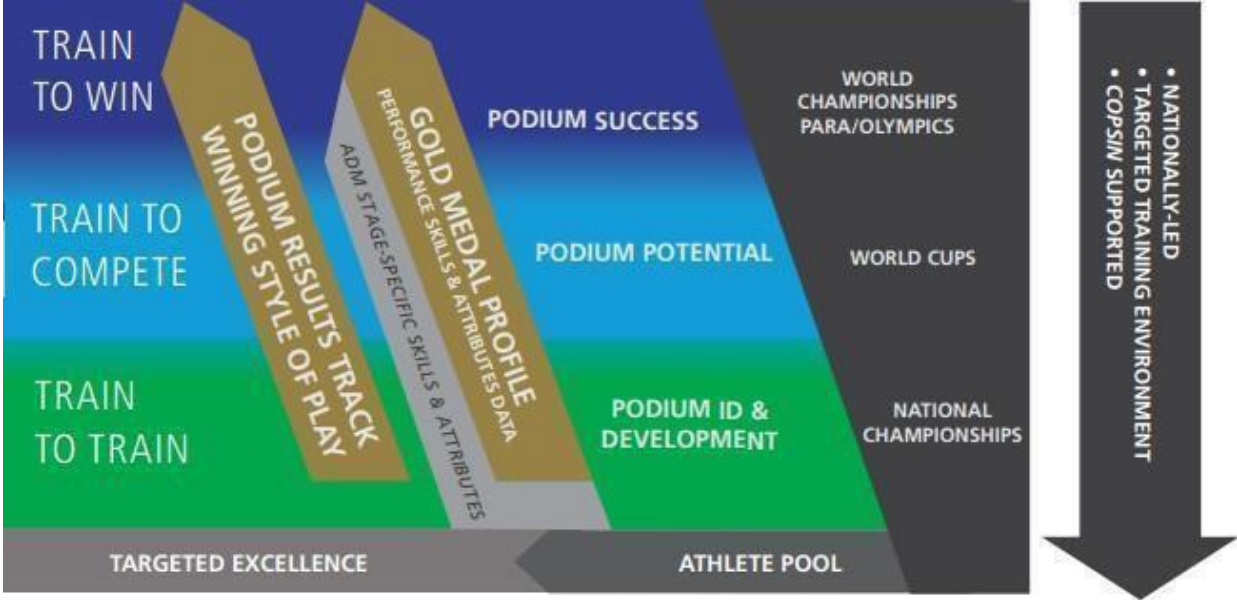 TRAIN
TO WIN
TRAIN TO
COMPETE
TRAIN
TO TRAIN
PODIUM RESULTS TRACK
WINNING STYLE OF PLAY
GOLD MEDAL PROFILE
PERFORMANCE SKILLS & ATTRIBUTES DATA
ADM STAGE-SPECIFIC SKILLS & ATTRIBUTES
PODIUM SUCCESS
PODIUM POTENTIAL
PODIUM ID &
DEVELOPMENT
WORLD
CHAMPIONSHIPS
PARA/OLYMPICS
WORLD CUPS
NATIONAL
CHAMPIONSHIPS
• NATIONALLY-LED
• TARGETED TRAINING ENVIRONMENT
• COPSIN SUPPORTED
TARGETED EXCELLENCE
ATHLETE POOL